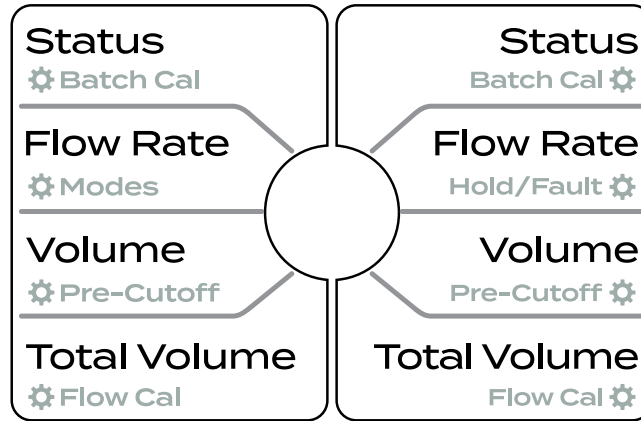 Status
Batch Cal
Flow Rate
Modes
Volume
Pre-Cutoff
Total Volume
Flow Cal
Status
Batch Cal
Flow Rate
Hold/Fault
Volume
Pre-Cutoff
Total Volume
Flow Cal